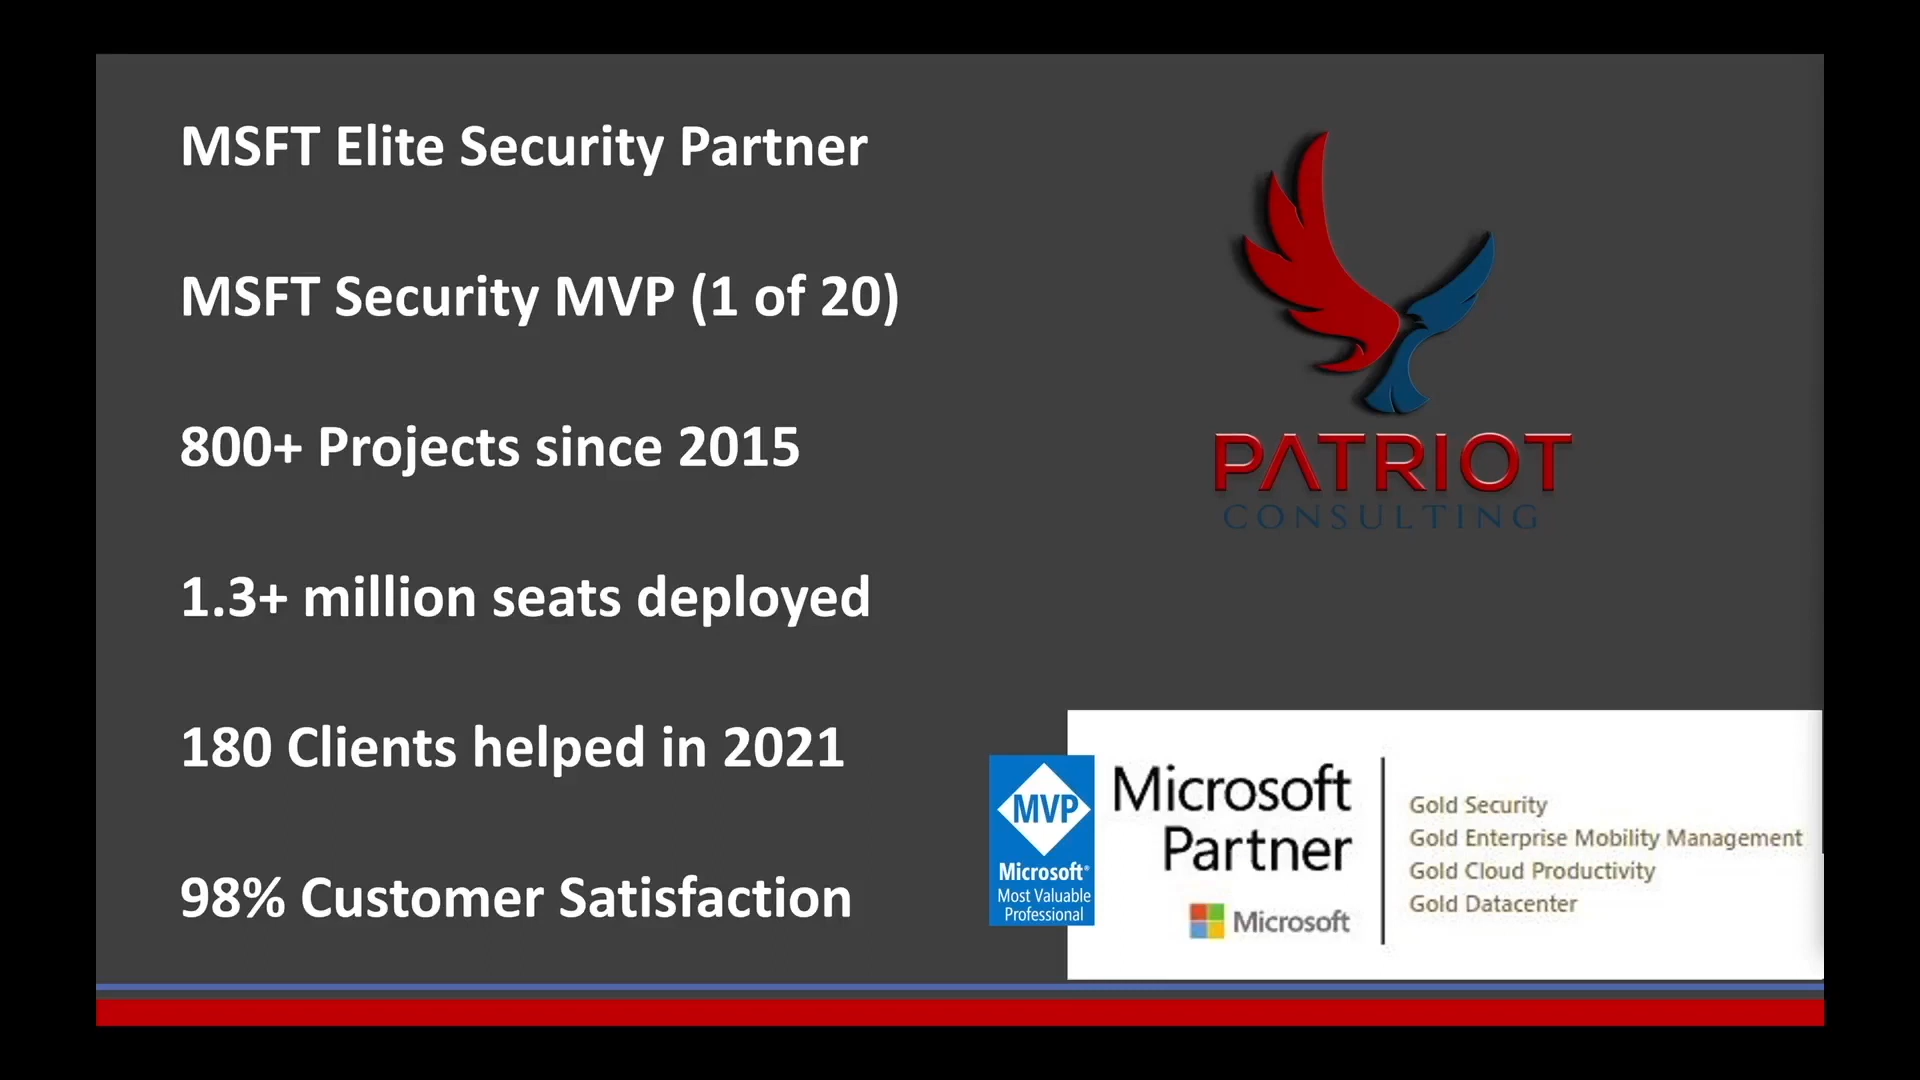 MSFT Elite Security Partner
MSFT Security MVP (1 of 20)
800+ Projects since 2015
1.3+ million seats deployed
180 Clients helped in 2021
98% Customer Satisfaction
PATRIOT
CONSULTING
MVP
Microsoft®
Most Valuable
Professional
Microsoft
Partner
Microsoft
Gold Security
Gold Enterprise Mobility Management
Gold Cloud Productivity
Gold Datacenter